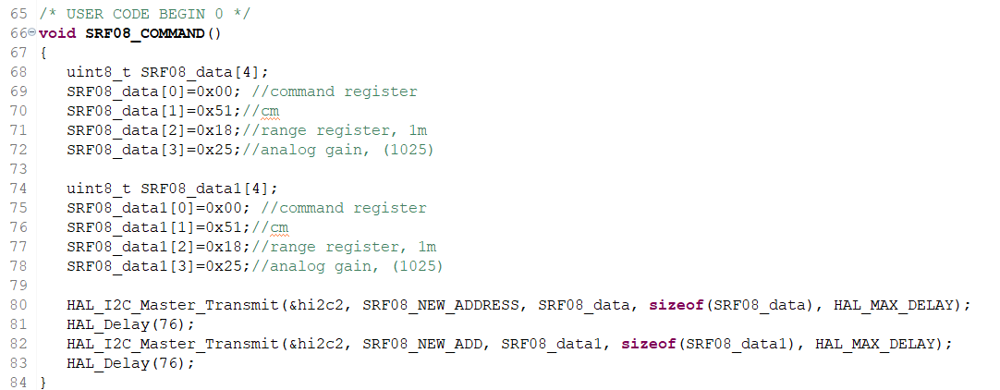 65 /* USER CODE BEGIN 0 */
66 void SRF08_COMMAND()
67 {
68    uint8_t SRF08_data[4];
69    SRF08_data[0]=0x00; //command register
70    SRF08_data[1]=0x51;//cm
71    SRF08_data[2]=0x18;//range register, 1m
72    SRF08_data[3]=0x25;//analog gain, (1025)
73
74    uint8_t SRF08_data1[4];
75    SRF08_data1[0]=0x00; //command register
76    SRF08_data1[1]=0x51;//cm
77    SRF08_data1[2]=0x18;//range register, 1m
78    SRF08_data1[3]=0x25;//analog gain, (1025)
79
80    HAL_I2C_Master_Transmit(&hi2c2, SRF08_NEW_ADDRESS, SRF08_data, sizeof(SRF08_data), HAL_MAX_DELAY);
81    HAL_Delay(76);
82    HAL_I2C_Master_Transmit(&hi2c2, SRF08_NEW_ADD, SRF08_data1, sizeof(SRF08_data1), HAL_MAX_DELAY);
83    HAL_Delay(76);
84 }